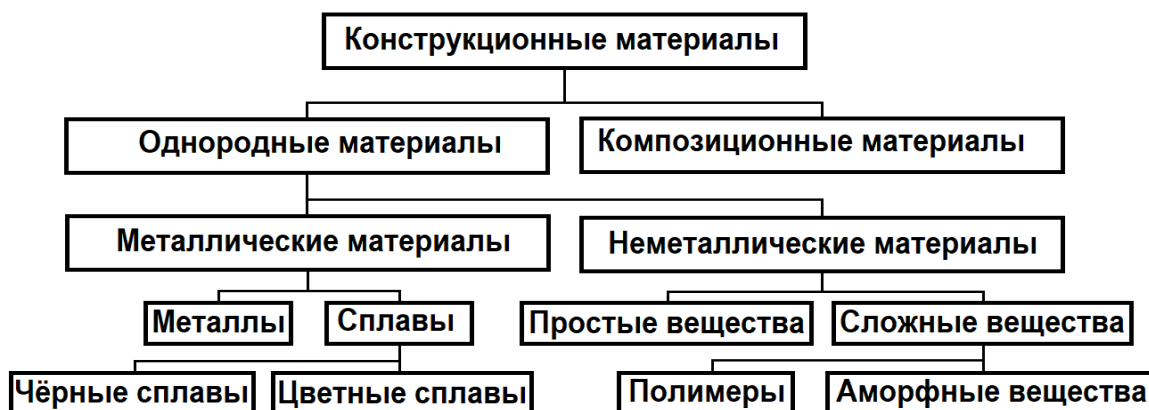 Конструкционные материалы
Однородные материалы
Композиционные материалы
Металлические материалы
Неметаллические материалы
Металлы
Сплавы
Простые вещества
Сложные вещества
Чёрные сплавы
Цветные сплавы
Полимеры
Аморфные вещества